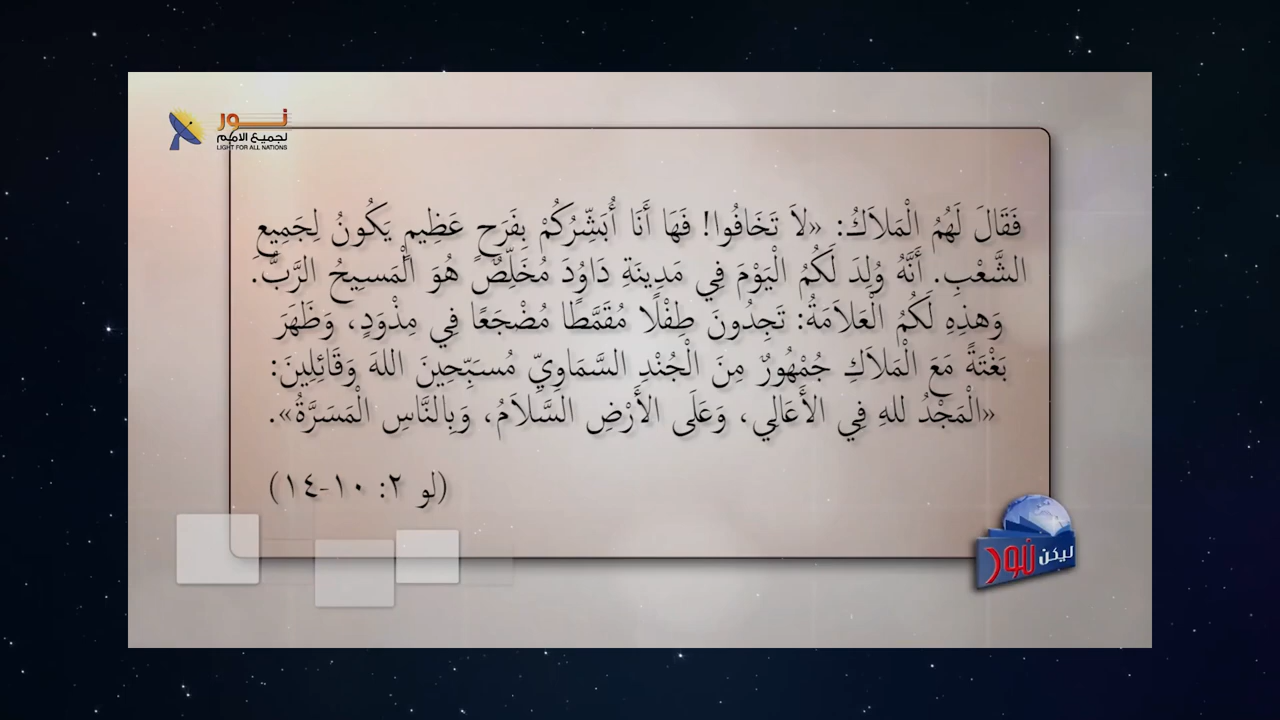 نور
لجميع الامم
LIGHT FOR ALL NATIONS
فَقَالَ لَهُمُ الْمَلاَكُ: «لاَ تَخَافُوا! فَهَا أَنَا أُبَشِّرُكُمْ بِفَرَحٍ عَظِيمٍ يَكُونُ لِجَمِيعِ
الشَّعْبِ. أَنَّهُ وُلِدَ لَكُمُ الْيَوْمَ فِي مَدِينَةِ دَاوُدَ مُخَلِّصٌ هُوَ الْمَسِيحُ الرَّبُّ.
وَهذِهِ لَكُمُ الْعَلاَمَةُ: تَجِدُونَ طِفْلًا مُقَمَّطًا مُضْجَعًا فِي مِذْوَدٍ، وَظَهَرَ
بَغْتَةً مَعَ الْمَلاَكِ جُمْهُورٌ مِنَ الْجُنْدِ السَّمَاوِيِّ مُسَبِّحِينَ اللهَ وَقَائِلِينَ:
«الْمَجْدُ للهِ فِي الأَعَالِي، وَعَلَى الأَرْضِ السَّلاَمُ، وَبِالنَّاسِ الْمَسَرَّةُ».
(لو ٢: ١٠-١٤)
ليكن نور